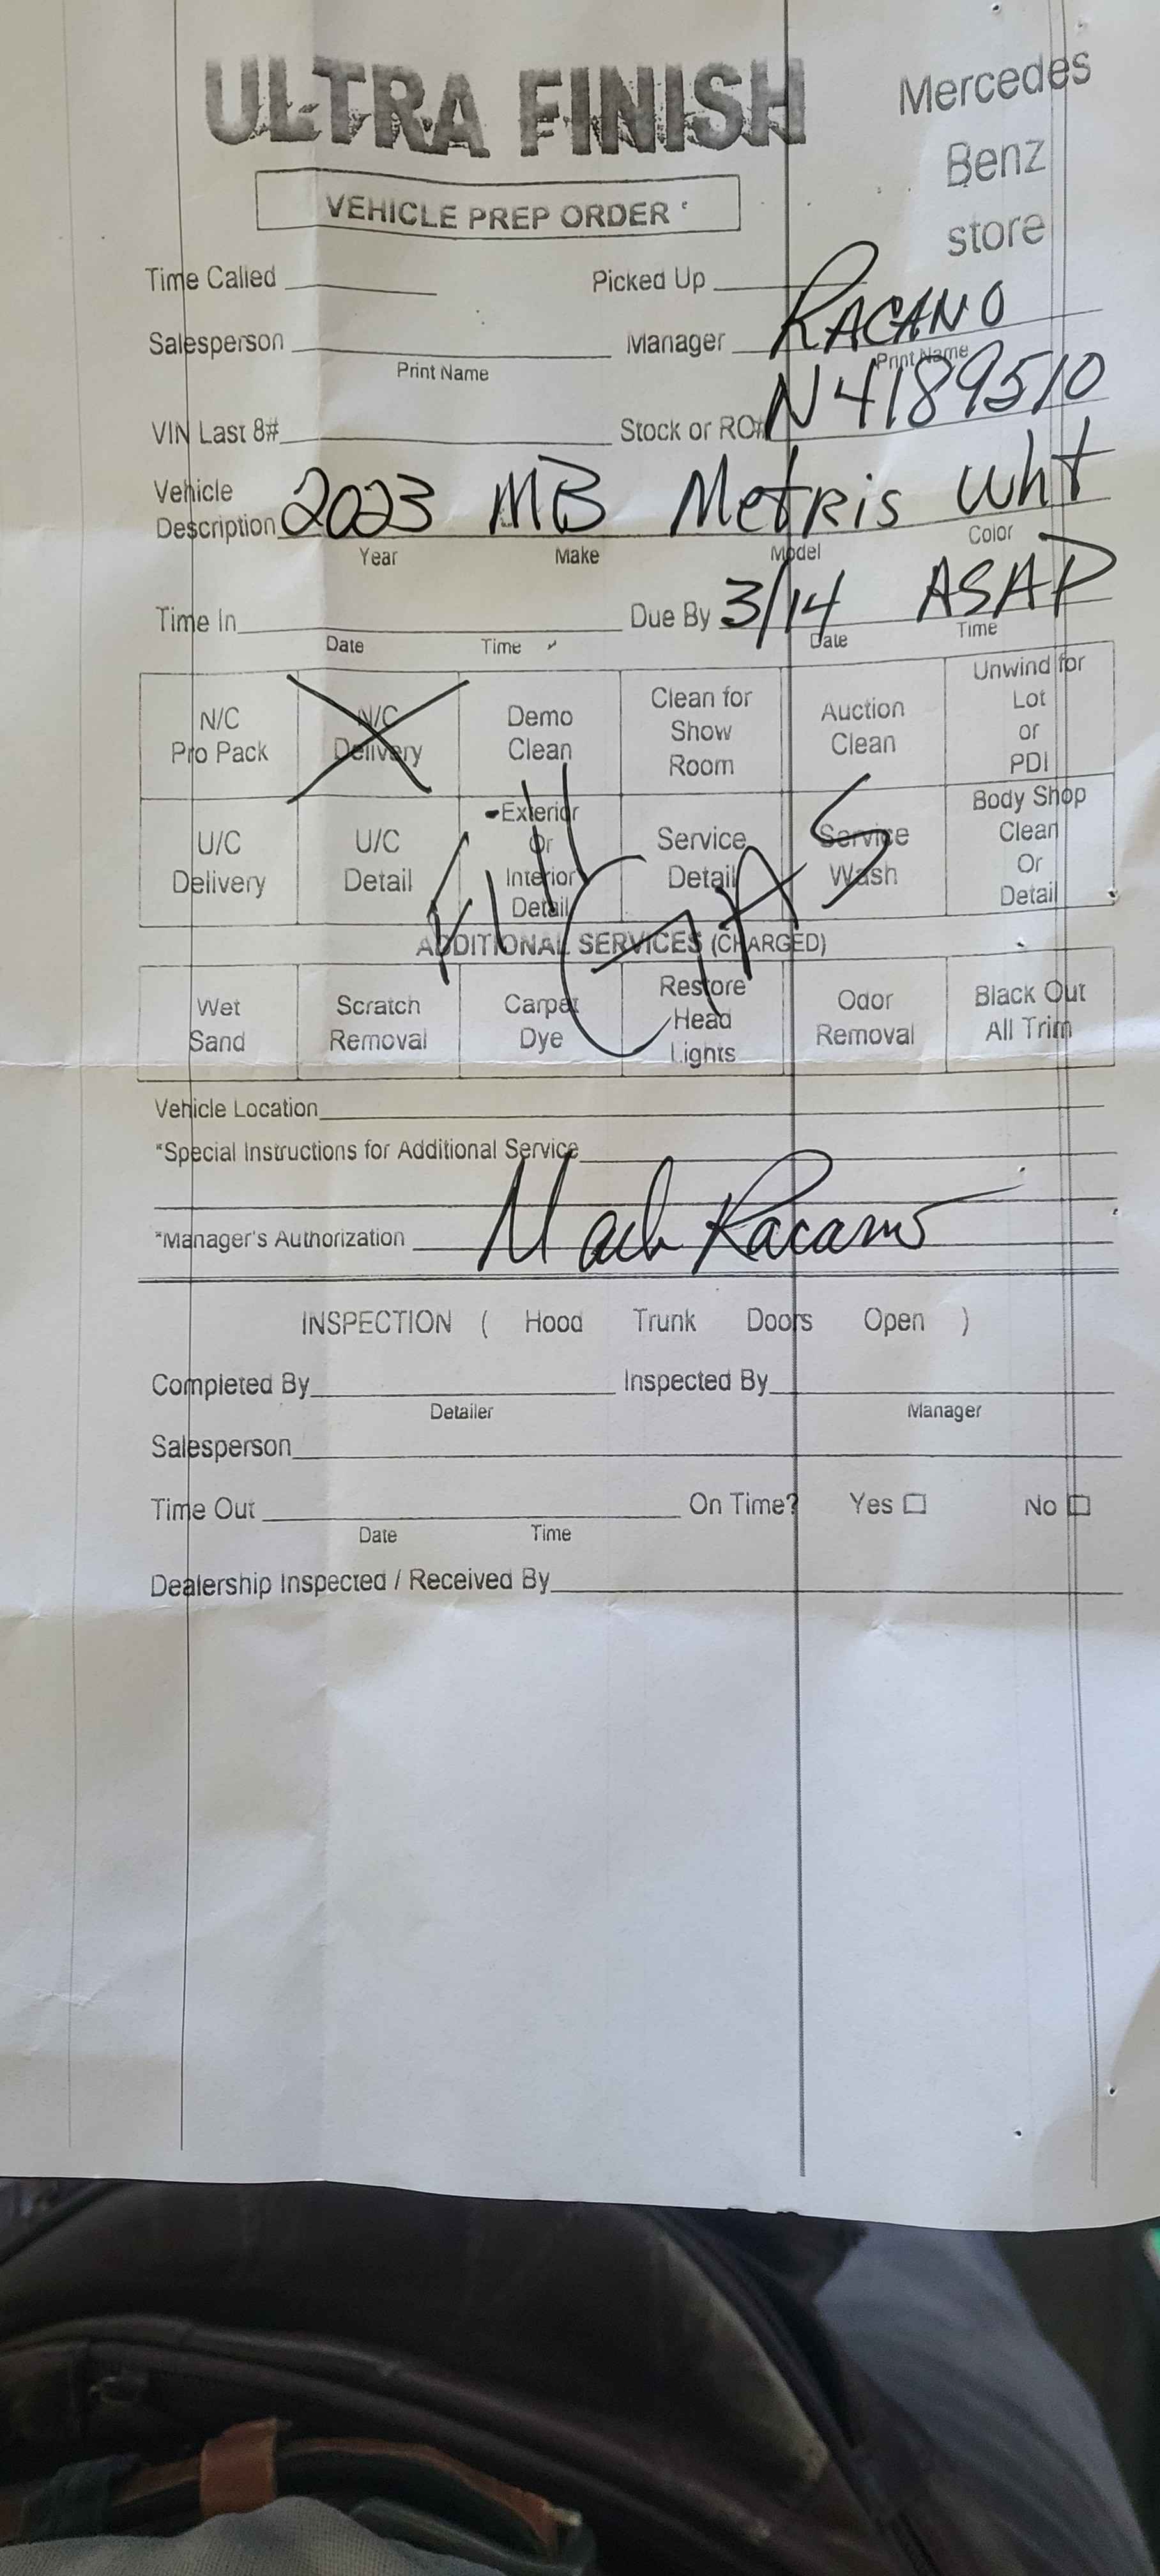 ULTRA FINISH
Mercedes
Benz
store
VEHICLE PREP ORDER
Time Called Picked Up
Salesperson Manager RACANO
Print Name Print Name
VIN Last 8# Stock or RO# N4189510
Vehicle
Description 2023 MB Metris Wht
Year Make Model Color
Time In Due By 3/14 ASAP
Date Time Date Time
N/C
Pro Pack
N/C
Delivery
Demo
Clean
Clean for
Show
Room
Auction
Clean
Unwind for
Lot
or
PDI
U/C
Delivery
U/C
Detail
Exterior
Or
Interior
Detail
Service
Detail
Service
Wash
Body Shop
Clean
Or
Detail
Fill GAS
ADDITIONAL SERVICES (CHARGED)
Wet
Sand
Scratch
Removal
Carpet
Dye
Restore
Head
Lights
Odor
Removal
Black Out
All Trim
Vehicle Location
*Special Instructions for Additional Service
*Manager's Authorization Racano
INSPECTION ( Hood Trunk Doors Open )
Completed By Inspected By
Detailer Manager
Salesperson
Time Out On Time? Yes No
Date Time
Dealership Inspected / Received By